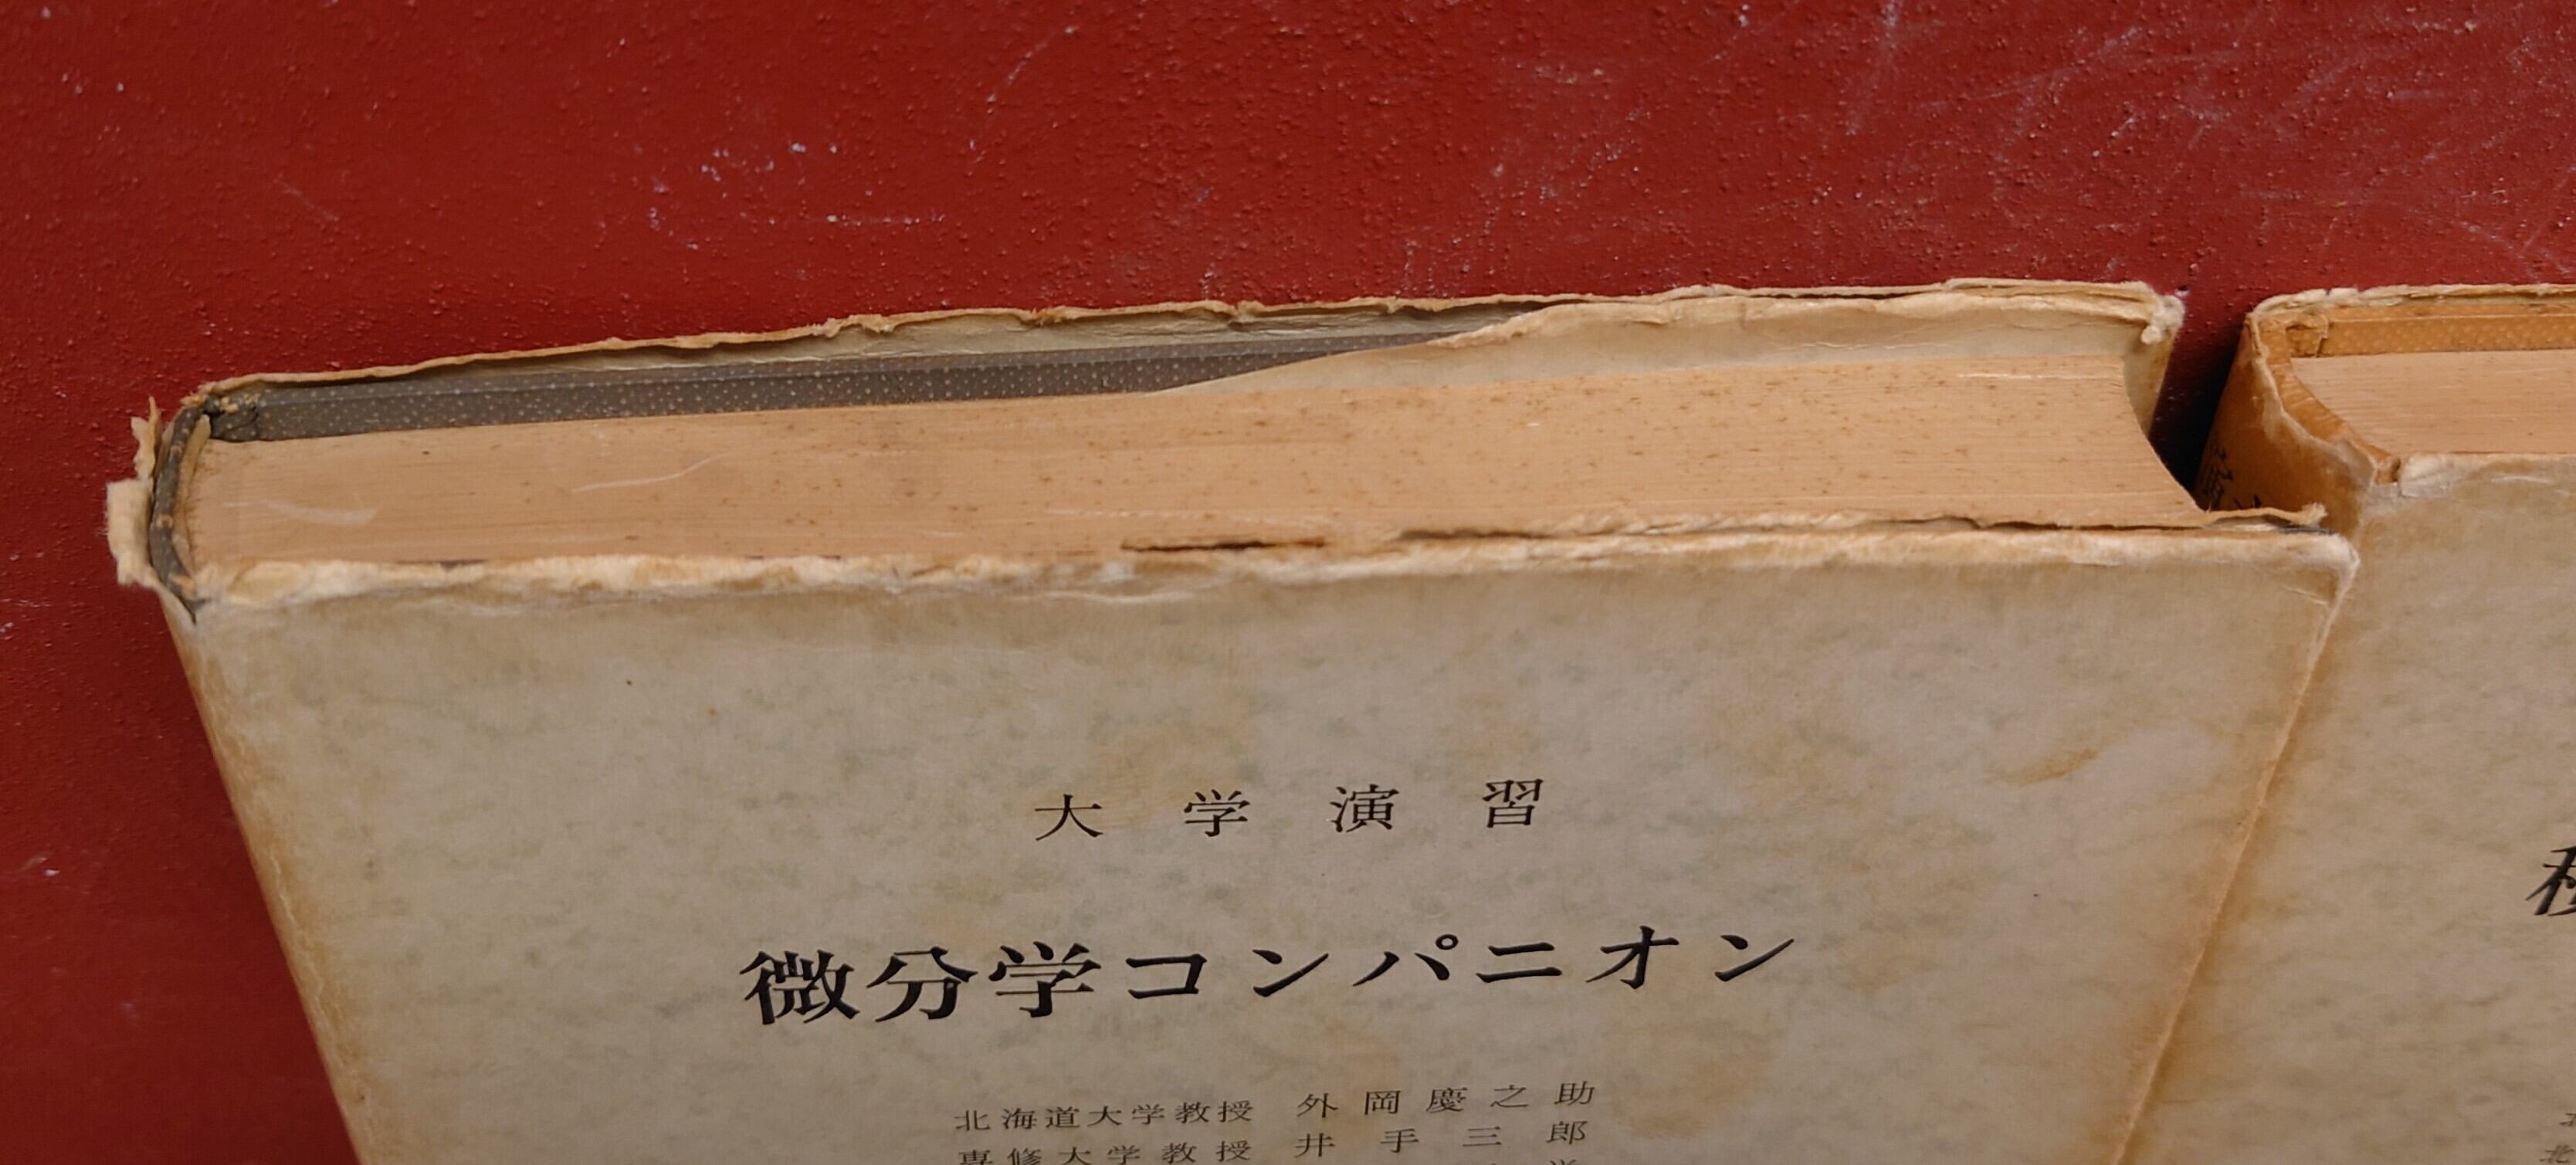 大学演習
微分学コンパニオン
北海道大学教授 外岡慶之助
専修大学教授 井手三郎